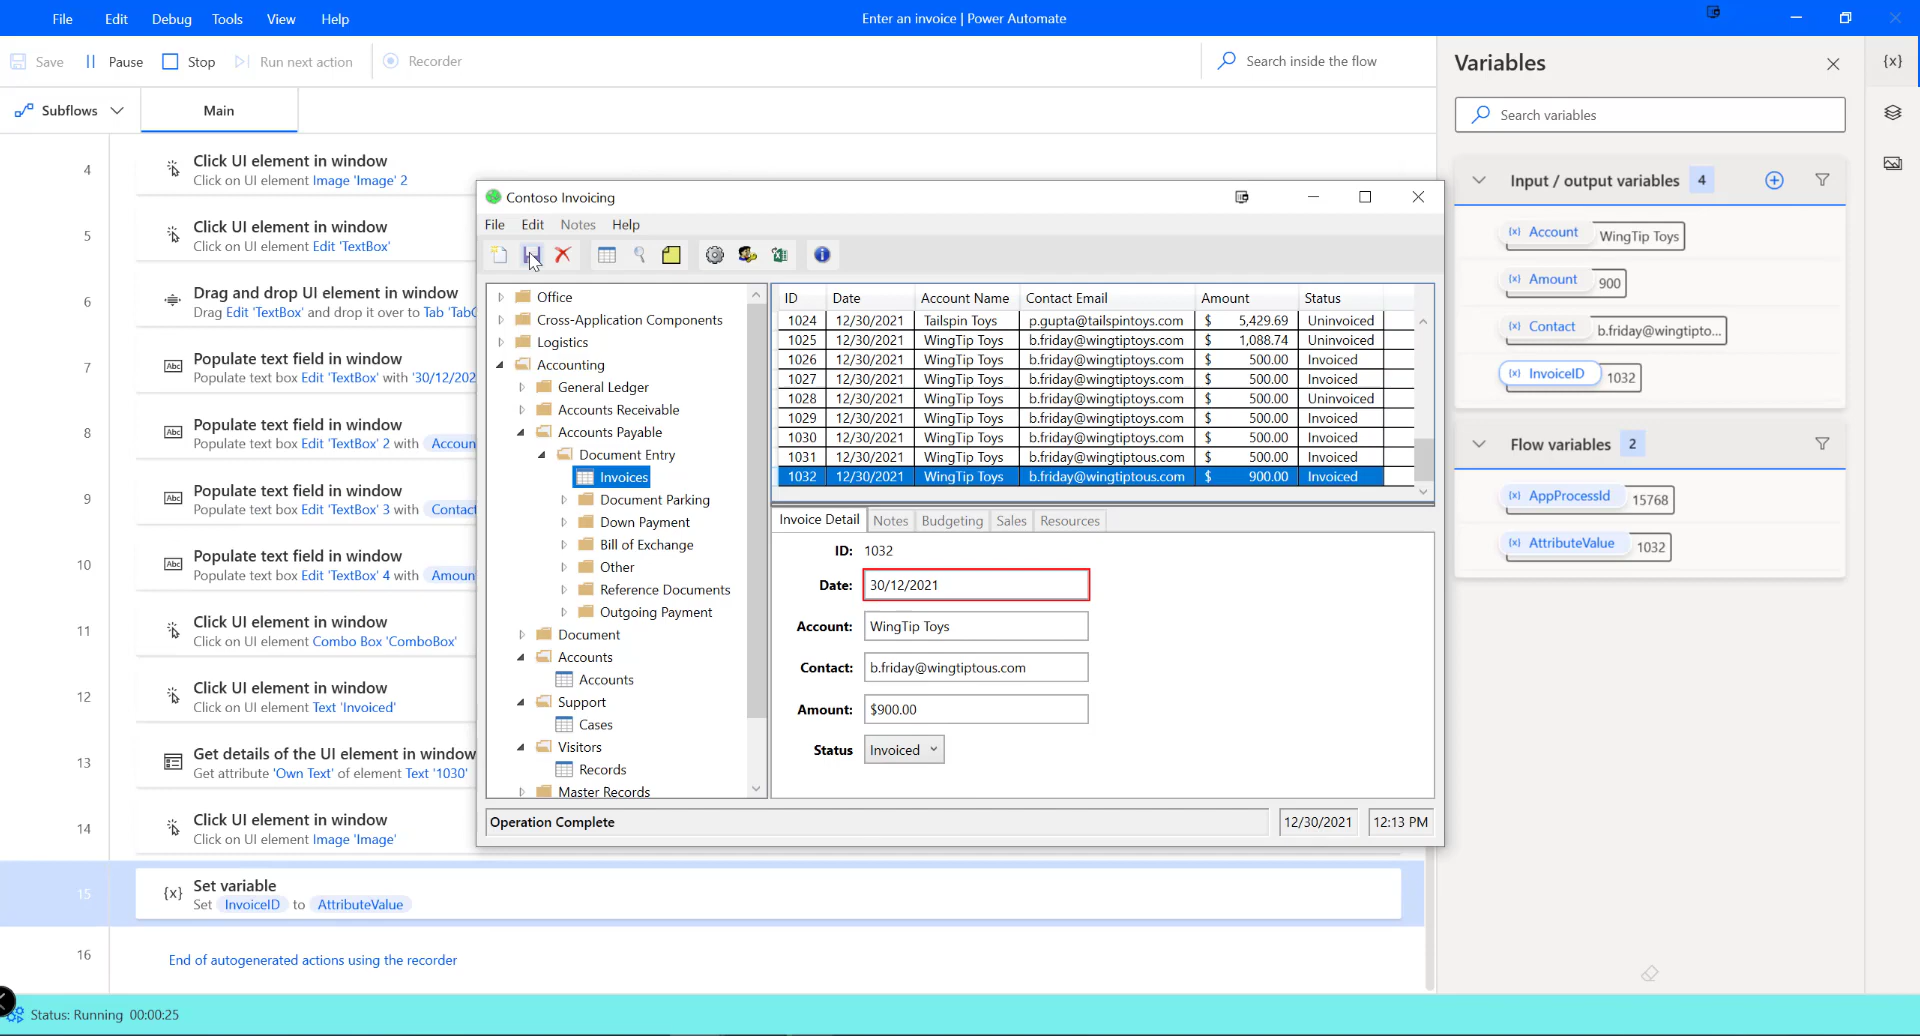 File Edit Debug Tools View Help
Enter an invoice | Power Automate
Save Pause Stop Run next action Recorder
Search inside the flow
Subflows
Main
4
Click UI element in window
Click on UI element Image 'Image' 2
5
Click UI element in window
Click on UI element Edit 'TextBox'
6
Drag and drop UI element in window
Drag Edit 'TextBox' and drop it over to Tab 'TabC
7
Populate text field in window
Populate text box Edit 'TextBox' with '30/12/202
8
Populate text field in window
Populate text box Edit 'TextBox' 2 with Accoun
9
Populate text field in window
Populate text box Edit 'TextBox' 3 with Contact
10
Populate text field in window
Populate text box Edit 'TextBox' 4 with Amoun
11
Click UI element in window
Click on UI element Combo Box 'ComboBox'
12
Click UI element in window
Click on UI element Text 'Invoiced'
13
Get details of the UI element in window
Get attribute 'Own Text' of element Text '1030'
14
Click UI element in window
Click on UI element Image 'Image'
15
{x} Set variable
Set InvoiceID to AttributeValue
16
End of autogenerated actions using the recorder
Status: Running 00:00:25
Contoso Invoicing
File Edit Notes Help
Office
Cross-Application Components
Logistics
Accounting
General Ledger
Accounts Receivable
Accounts Payable
Document Entry
Invoices
Document Parking
Down Payment
Bill of Exchange
Other
Reference Documents
Outgoing Payment
Document
Accounts
Accounts
Support
Cases
Visitors
Records
Master Records
ID Date Account Name Contact Email Amount Status
1024 12/30/2021 Tailspin Toys p.gupta@tailspintoys.com $ 5,429.69 Uninvoiced
1025 12/30/2021 WingTip Toys b.friday@wingtiptoys.com $ 1,088.74 Uninvoiced
1026 12/30/2021 WingTip Toys b.friday@wingtiptoys.com $ 500.00 Invoiced
1027 12/30/2021 WingTip Toys b.friday@wingtiptoys.com $ 500.00 Invoiced
1028 12/30/2021 WingTip Toys b.friday@wingtiptoys.com $ 500.00 Uninvoiced
1029 12/30/2021 WingTip Toys b.friday@wingtiptoys.com $ 500.00 Invoiced
1030 12/30/2021 WingTip Toys b.friday@wingtiptoys.com $ 500.00 Invoiced
1031 12/30/2021 WingTip Toys b.friday@wingtiptous.com $ 500.00 Invoiced
1032 12/30/2021 WingTip Toys b.friday@wingtiptous.com $ 900.00 Invoiced
Invoice Detail Notes Budgeting Sales Resources
ID: 1032
Date: 30/12/2021
Account: WingTip Toys
Contact: b.friday@wingtiptous.com
Amount: $900.00
Status Invoiced
Operation Complete
12/30/2021
12:13 PM
Variables
{x}
Search variables
Input / output variables 4
{x} Account WingTip Toys
{x} Amount 900
{x} Contact b.friday@wingtipto...
{x} InvoiceID 1032
Flow variables 2
{x} AppProcessId 15768
{x} AttributeValue 1032